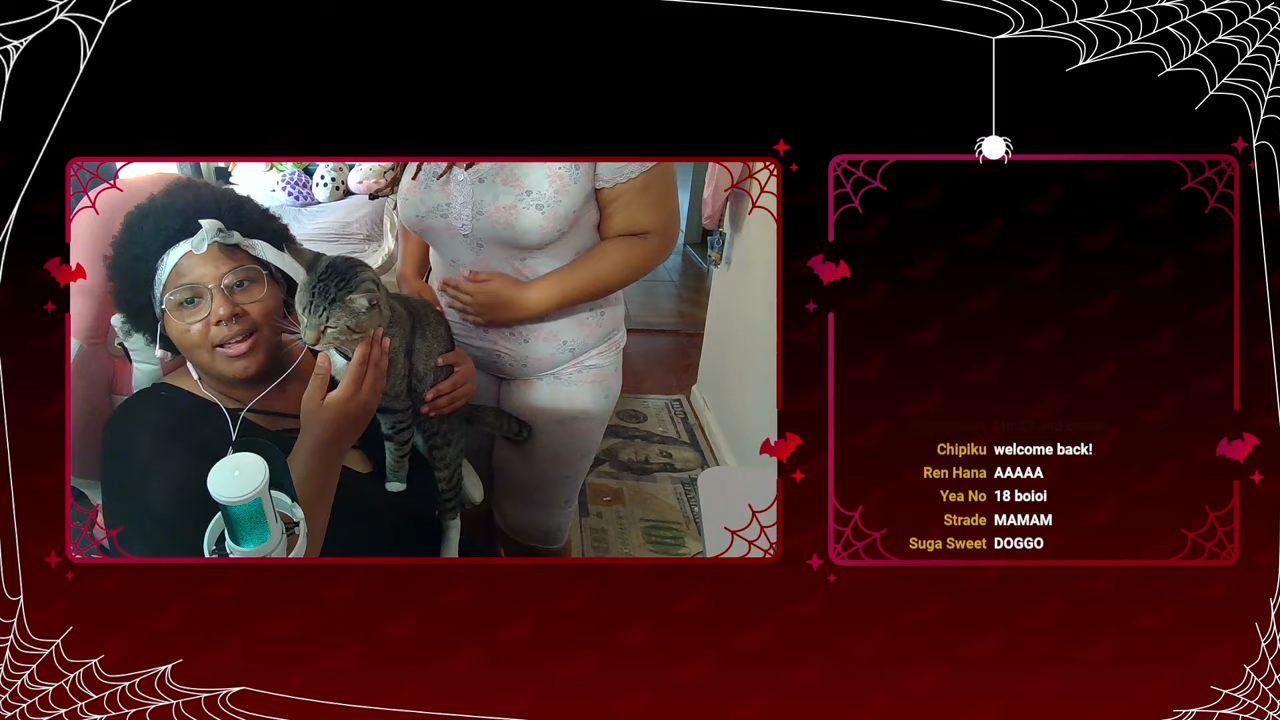 Chipiku welcome back!
Ren Hana AAAAA
Yea No 18 boioi
Strade MAMAM
Suga Sweet DOGGO